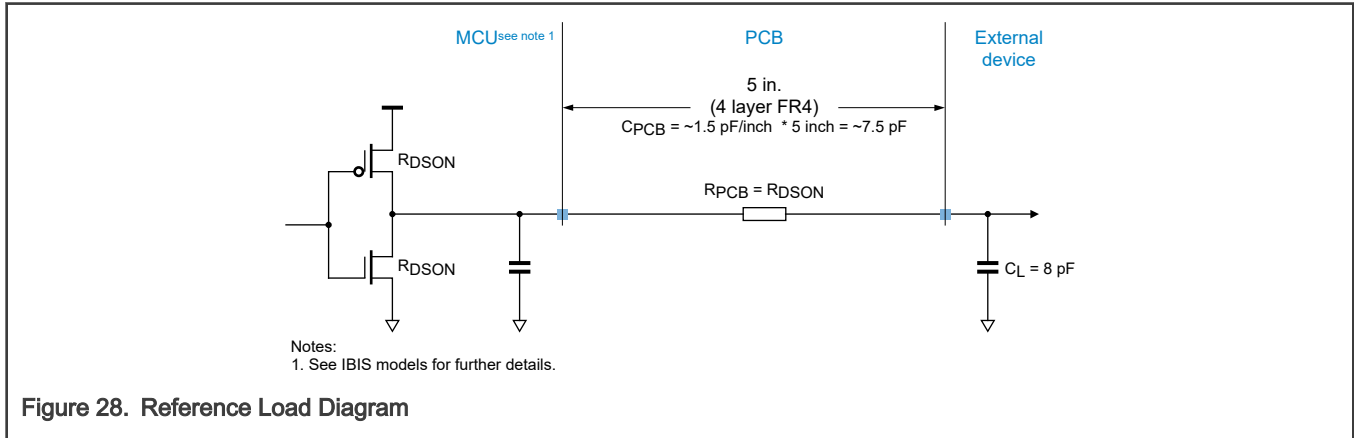 MCU see note 1
PCB
External
device
5 in.
(4 layer FR4)
CPCB = ~1.5 pF/inch * 5 inch = ~7.5 pF
RDSON
RPCB = RDSON
RDSON
CL = 8 pF
Notes:
1. See IBIS models for further details.
Figure 28. Reference Load Diagram